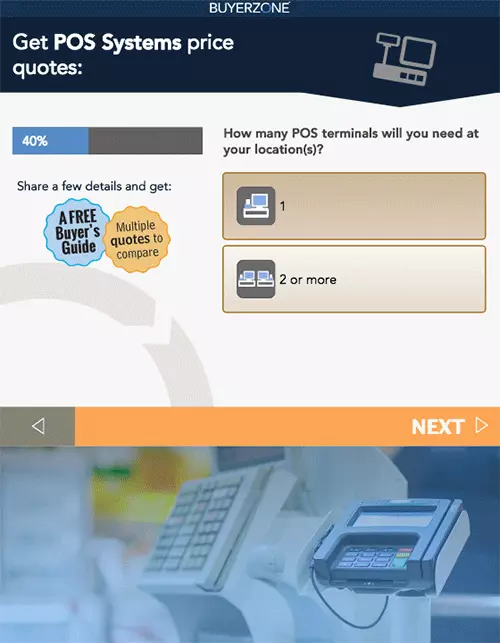 BUYERZONE
Get POS Systems price
quotes:
40%
Share a few details and get:
A FREE
Buyer's
Guide
Multiple
quotes to
compare
How many POS terminals will you need at
your location(s)?
1
2 or more
NEXT